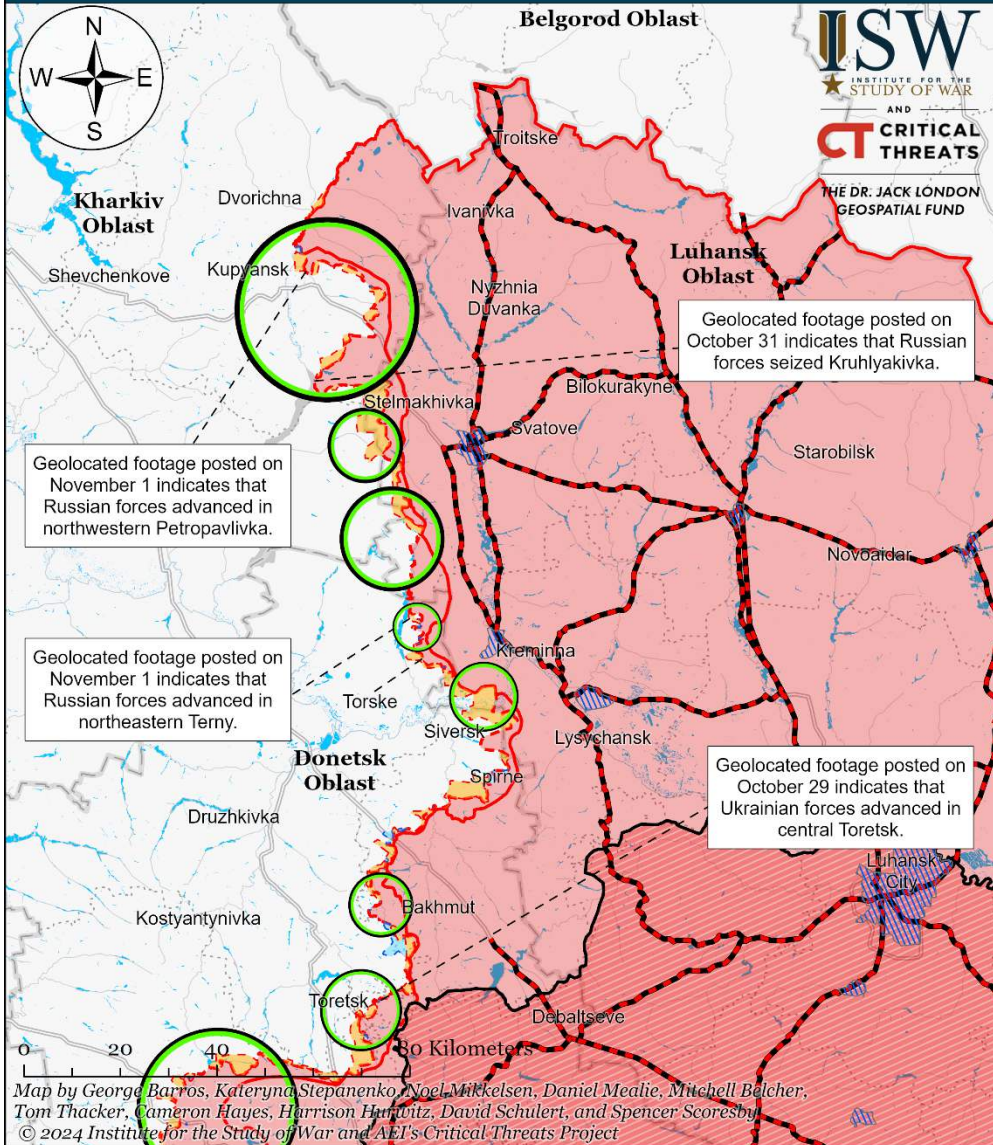 Belgorod Oblast
N
W
E
S
ISW
INSTITUTE FOR THE
STUDY OF WAR
AND
CT CRITICAL
THREATS
THE DR. JACK LONDON
GEOSPATIAL FUND
Troitske
Dvorichna
Kharkiv
Oblast
Ivanivka
Luhansk
Oblast
Shevchenkove
Kupyansk
Nyzhnia
Duvanka
Geolocated footage posted on
October 31 indicates that Russian
forces seized Kruhlyakivka.
Bilokurakyne
Stelmakhivka
Svatove
Starobilsk
Geolocated footage posted on
November 1 indicates that
Russian forces advanced in
northwestern Petropavlivka.
Novoaidar
Geolocated footage posted on
November 1 indicates that
Russian forces advanced in
northeastern Terny.
Kreminna
Torske
Siversk
Lysychansk
Donetsk
Oblast
Spirne
Geolocated footage posted on
October 29 indicates that
Ukrainian forces advanced in
central Toretsk.
Druzhkivka
Luhansk
City
Kostyantynivka
Bakhmut
Toretsk
Debaltseve
0 20 40 80 Kilometers
Map by George Barros, Kateryna Stepanenko, Noel Mikkelsen, Daniel Mealie, Mitchell Belcher,
Tom Thacker, Cameron Hayes, Harrison Hurwitz, David Schulert, and Spencer Scoresby
© 2024 Institute for the Study of War and AEI's Critical Threats Project